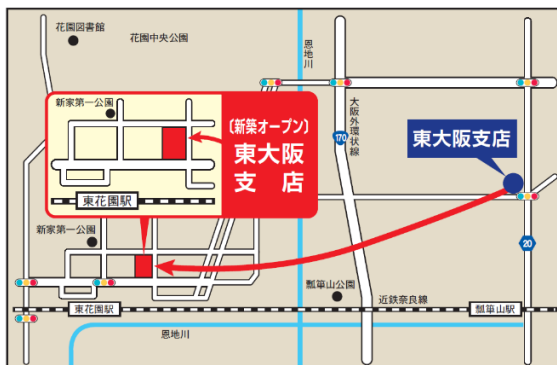 花園図書館
花園中央公園
恩地川
新家第一公園
〔新築オープン〕
東大阪
支店
東花園駅
大阪外環状線
170
東大阪支店
新家第一公園
20
瓢箪山公園
近鉄奈良線
東花園駅
瓢箪山駅
恩地川